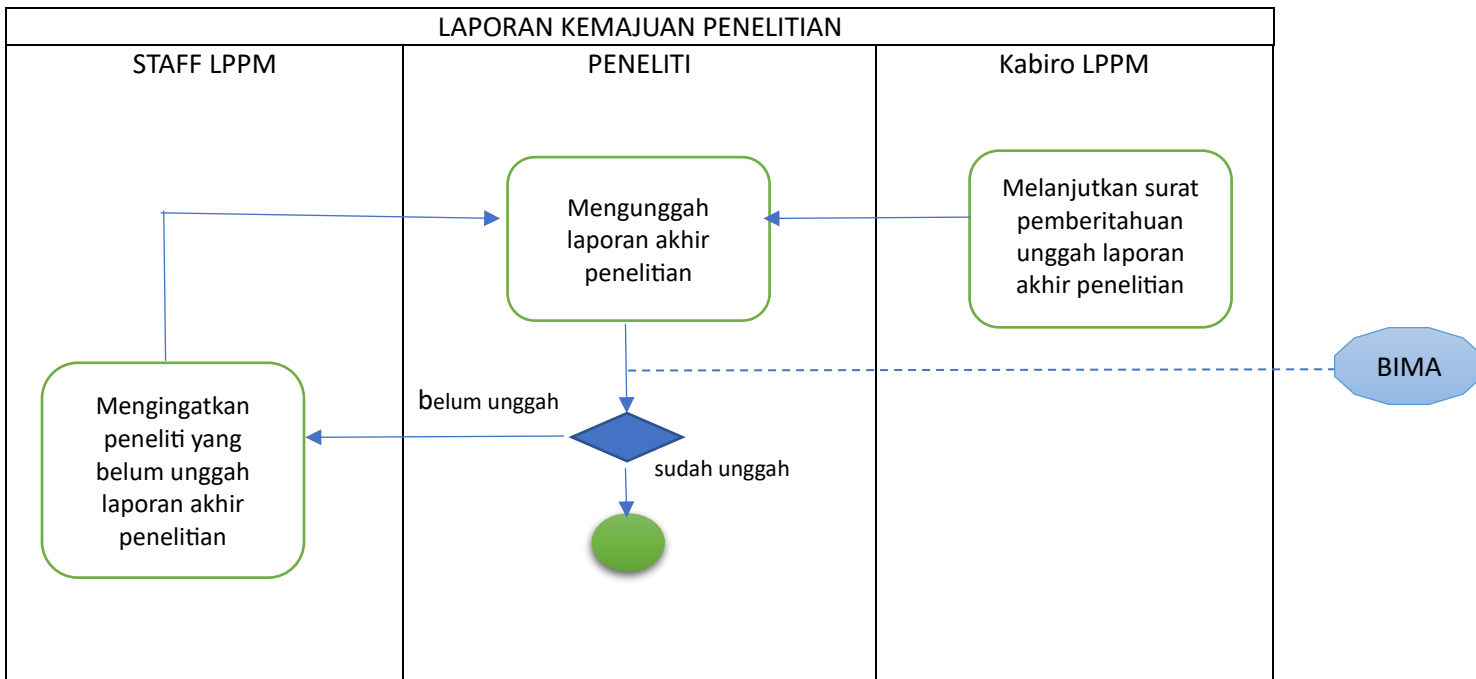 LAPORAN KEMAJUAN PENELITIAN
STAFF LPPM
PENELITI
Kabiro LPPM
Mengunggah
laporan akhir
penelitian
Melanjutkan surat
pemberitahuan
unggah laporan
akhir penelitian
BIMA
Mengingatkan
peneliti yang
belum unggah
laporan akhir
penelitian
belum unggah
sudah unggah